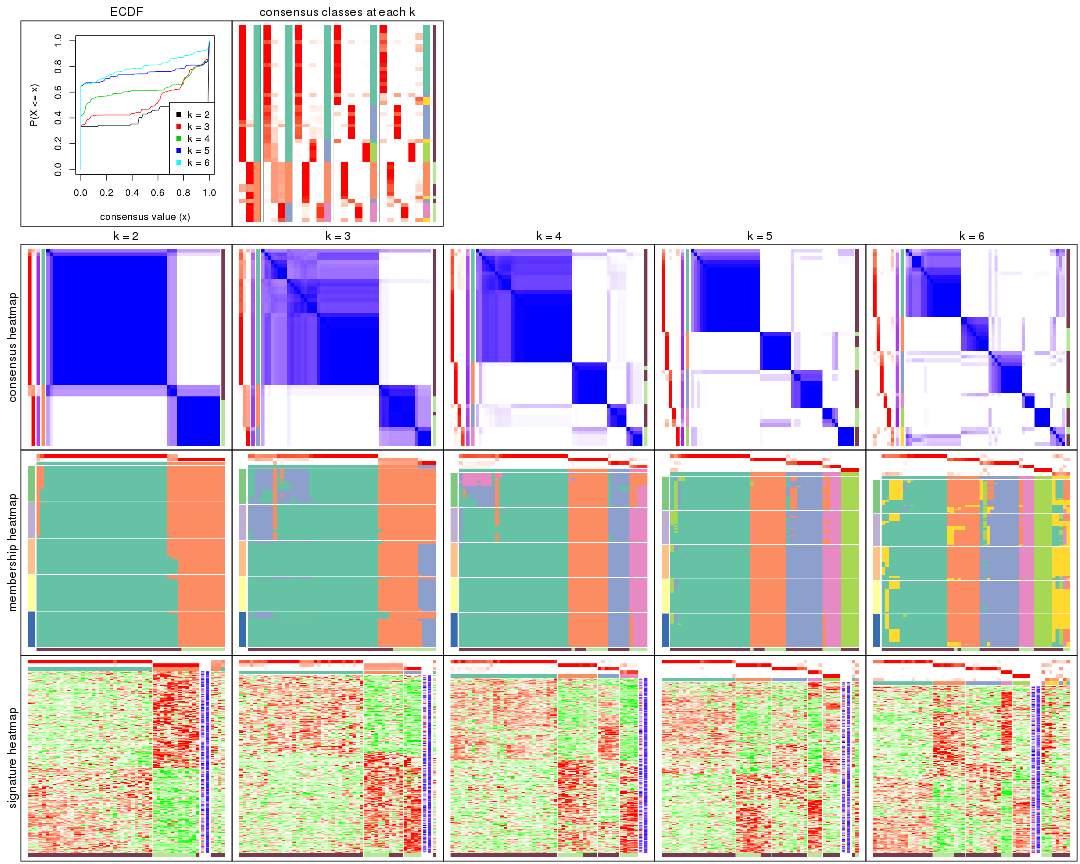 ECDF
consensus classes at each k
P(X <= x)
0.0 0.2 0.4 0.6 0.8 1.0
k = 2
k = 3
k = 4
k = 5
k = 6
0.0 0.2 0.4 0.6 0.8 1.0
consensus value (x)
k = 2
k = 3
k = 4
k = 5
k = 6
consensus heatmap
membership heatmap
signature heatmap